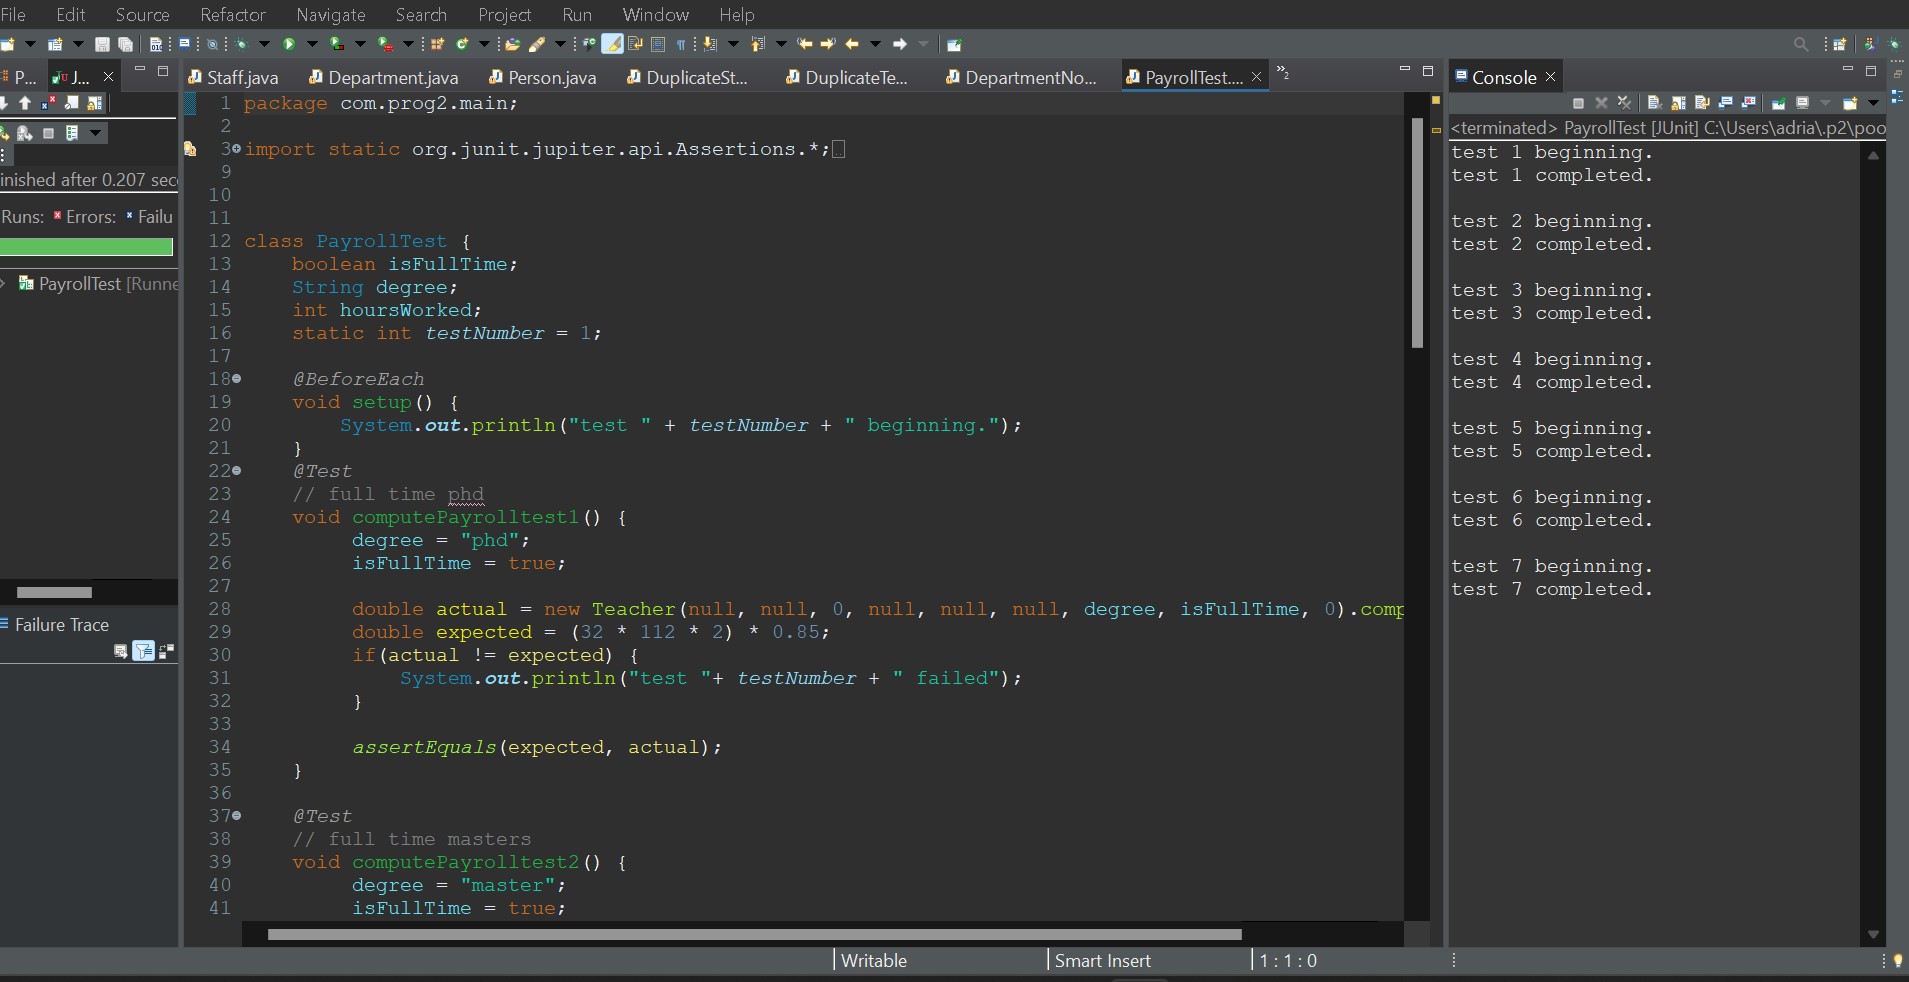 File Edit Source Refactor Navigate Search Project Run Window Help
P... J...
inished after 0.207 sec
Runs: Errors: Failu
PayrollTest [Runne
Failure Trace
Staff.java Department.java Person.java DuplicateSt... DuplicateTe... DepartmentNo... PayrollTest.... »2
1 package com.prog2.main;
2
3 import static org.junit.jupiter.api.Assertions.*;
9
10
11
12 class PayrollTest {
13 boolean isFullTime;
14 String degree;
15 int hoursWorked;
16 static int testNumber = 1;
17
18 @BeforeEach
19 void setup() {
20 System.out.println("test " + testNumber + " beginning.");
21 }
22 @Test
23 // full time phd
24 void computePayrolltest1() {
25 degree = "phd";
26 isFullTime = true;
27
28 double actual = new Teacher(null, null, 0, null, null, null, degree, isFullTime, 0).comp
29 double expected = (32 * 112 * 2) * 0.85;
30 if(actual != expected) {
31 System.out.println("test "+ testNumber + " failed");
32 }
33
34 assertEquals(expected, actual);
35 }
36
37 @Test
38 // full time masters
39 void computePayrolltest2() {
40 degree = "master";
41 isFullTime = true;
Console
<terminated> PayrollTest [JUnit] C:\Users\adria\.p2\poo
test 1 beginning.
test 1 completed.
test 2 beginning.
test 2 completed.
test 3 beginning.
test 3 completed.
test 4 beginning.
test 4 completed.
test 5 beginning.
test 5 completed.
test 6 beginning.
test 6 completed.
test 7 beginning.
test 7 completed.
Writable Smart Insert 1 : 1 : 0